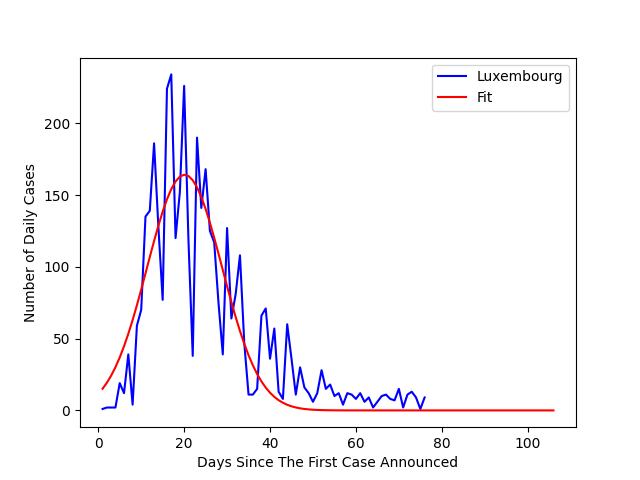 Luxembourg
Fit
200
150
100
50
0
Number of Daily Cases
0 20 40 60 80 100
Days Since The First Case Announced